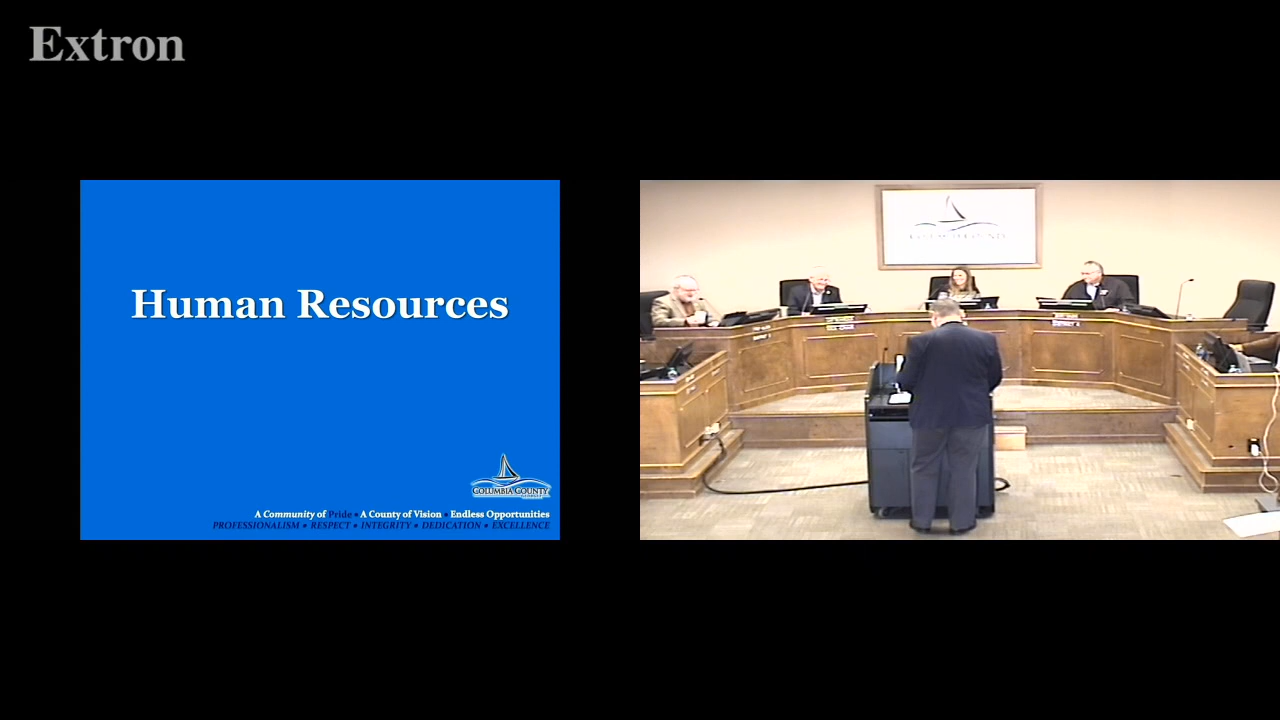 Extron
Human Resources
COLUMBIA COUNTY
A Community of Pride • A County of Vision • Endless Opportunities
PROFESSIONALISM • RESPECT • INTEGRITY • DEDICATION • EXCELLENCE